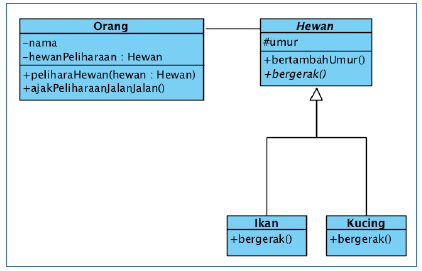 Orang
-nama
-hewanPeliharaan : Hewan
+peliharaHewan(hewan : Hewan)
+ajakPeliharaanJalanJalan()
Hewan
#umur
+bertambahUmur()
+bergerak()
Ikan
+bergerak()
Kucing
+bergerak()